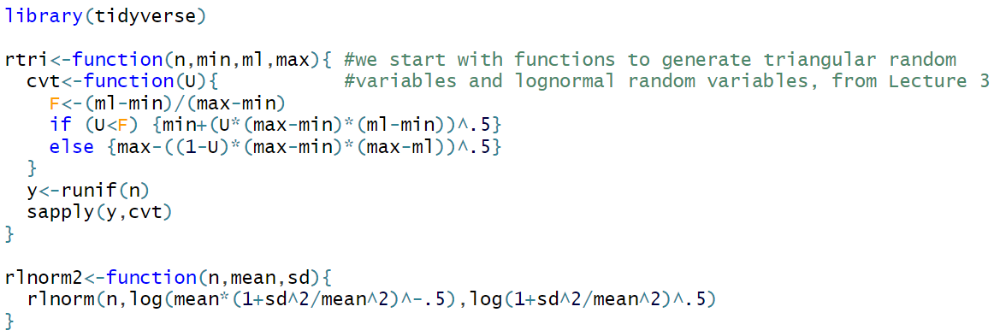 library(tidyverse)
rtri<-function(n,min,ml,max){ #we start with functions to generate triangular random
  cvt<-function(U){           #variables and lognormal random variables, from Lecture 3
    F<-(ml-min)/(max-min)
    if (U<F) {min+(U*(max-min)*(ml-min))^.5}
    else {max-((1-U)*(max-min)*(max-ml))^.5}
  }
  y<-runif(n)
  sapply(y,cvt)
}
rlnorm2<-function(n,mean,sd){
  rlnorm(n,log(mean*(1+sd^2/mean^2)^-.5),log(1+sd^2/mean^2)^.5)
}